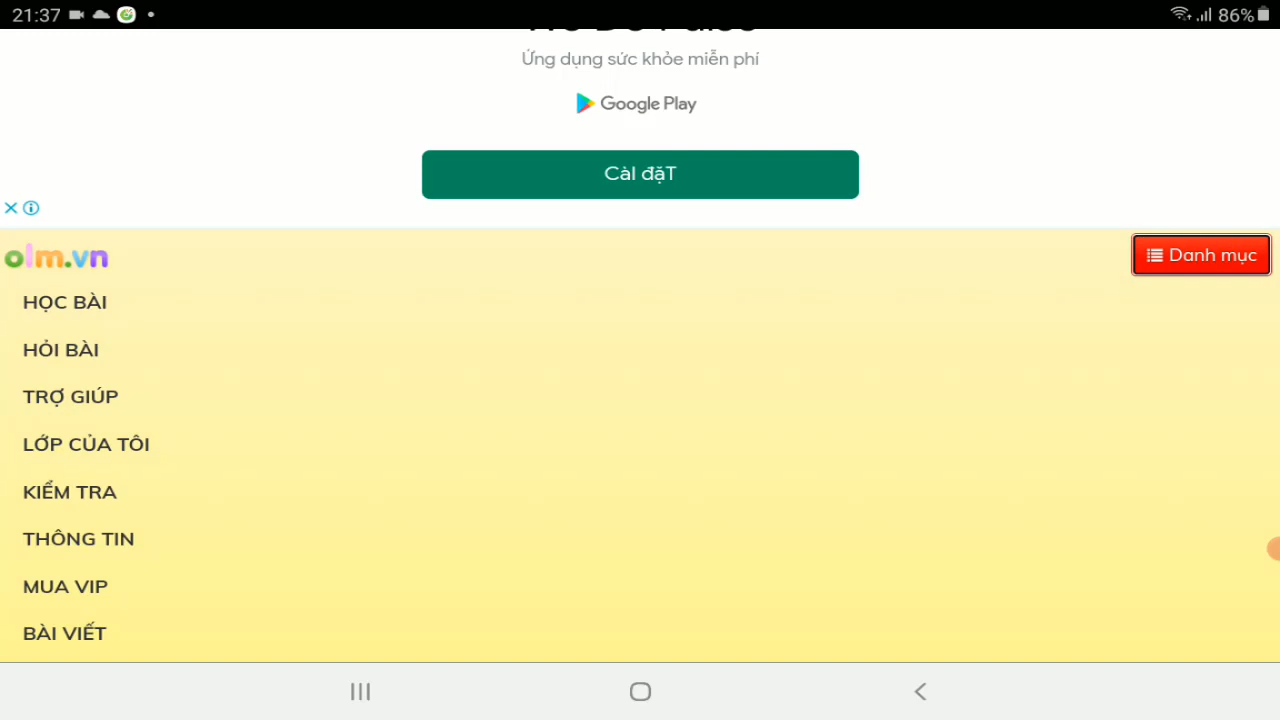 21:37
86%
Ứng dụng sức khỏe miễn phí
Google Play
Càl đặT
olm.vn
Danh mục
HỌC BÀI
HỎI BÀI
TRỢ GIÚP
LỚP CỦA TÔI
KIỂM TRA
THÔNG TIN
MUA VIP
BÀI VIẾT